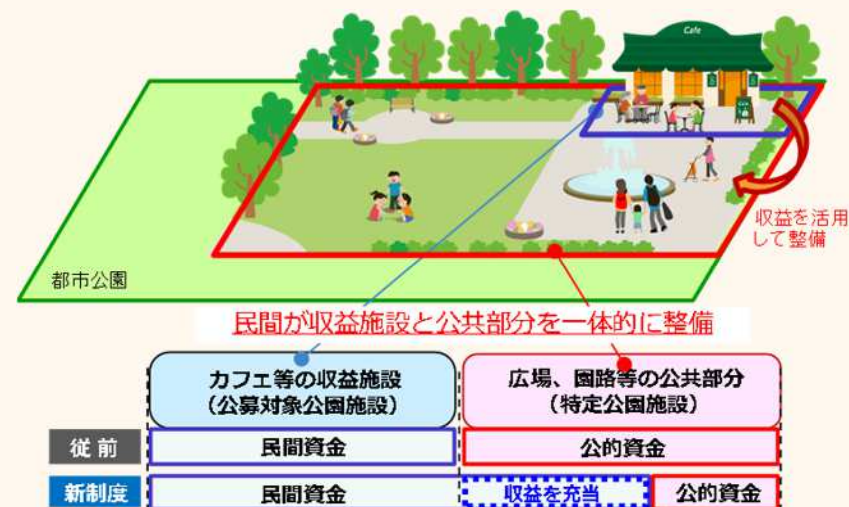 Cafe
収益を活用
して整備
都市公園
民間が収益施設と公共部分を一体的に整備
カフェ等の収益施設
(公募対象公園施設)
広場、園路等の公共部分
(特定公園施設)
従前
民間資金
公的資金
新制度
民間資金
収益を充当
公的資金